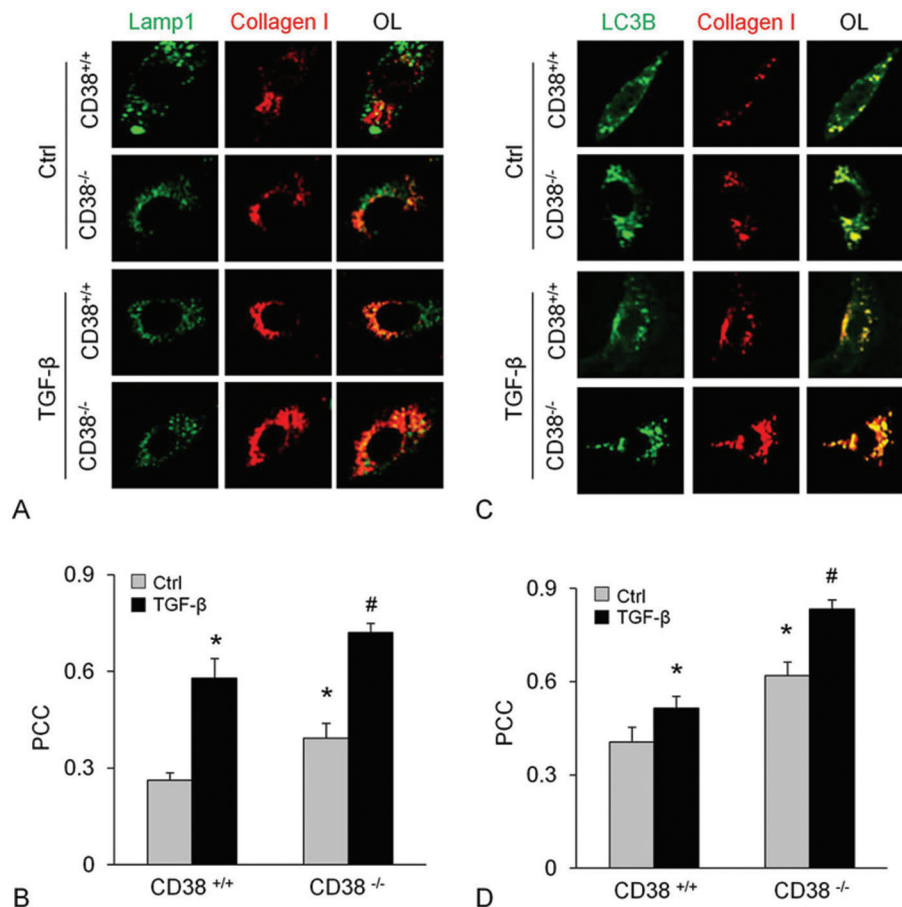 Lamp1 Collagen I OL
Ctrl
CD38+/+
CD38-/-
TGF-β
CD38+/+
CD38-/-
A
LC3B Collagen I OL
Ctrl
CD38+/+
CD38-/-
TGF-β
CD38+/+
CD38-/-
C
PCC
0.9
0.6
0.3
0
Ctrl
TGF-β
*
*
#
CD38 +/+ CD38 -/-
B
PCC
0.9
0.6
0.3
0
Ctrl
TGF-β
*
*
#
CD38 +/+ CD38 -/-
D